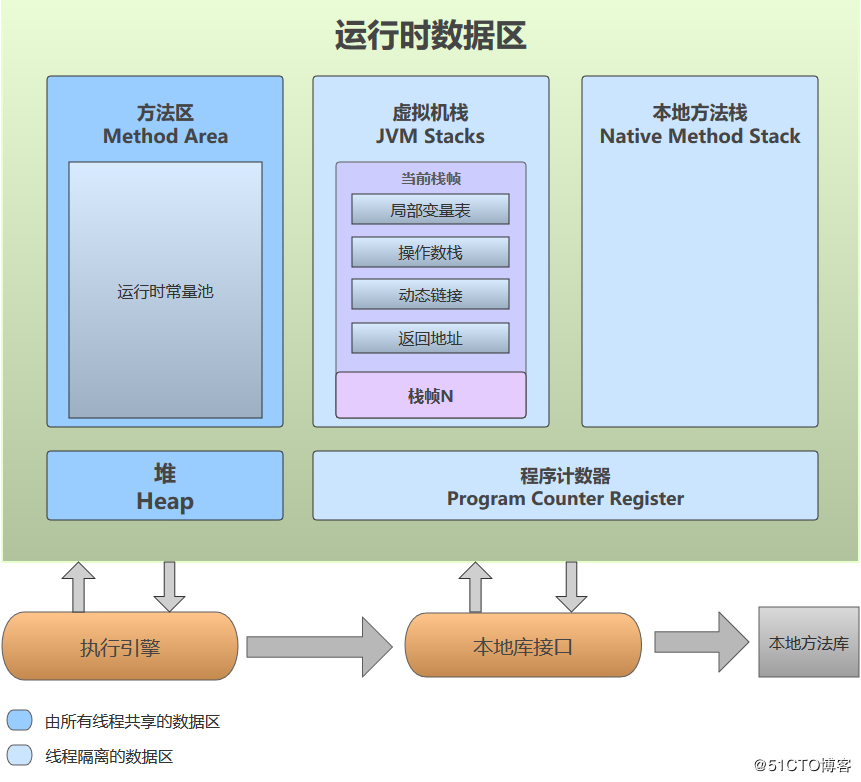 运行时数据区
方法区
Method Area
运行时常量池
虚拟机栈
JVM Stacks
当前栈帧
局部变量表
操作数栈
动态链接
返回地址
栈帧N
本地方法栈
Native Method Stack
堆
Heap
程序计数器
Program Counter Register
执行引擎
本地库接口
本地方法库
由所有线程共享的数据区
线程隔离的数据区
@51CTO博客